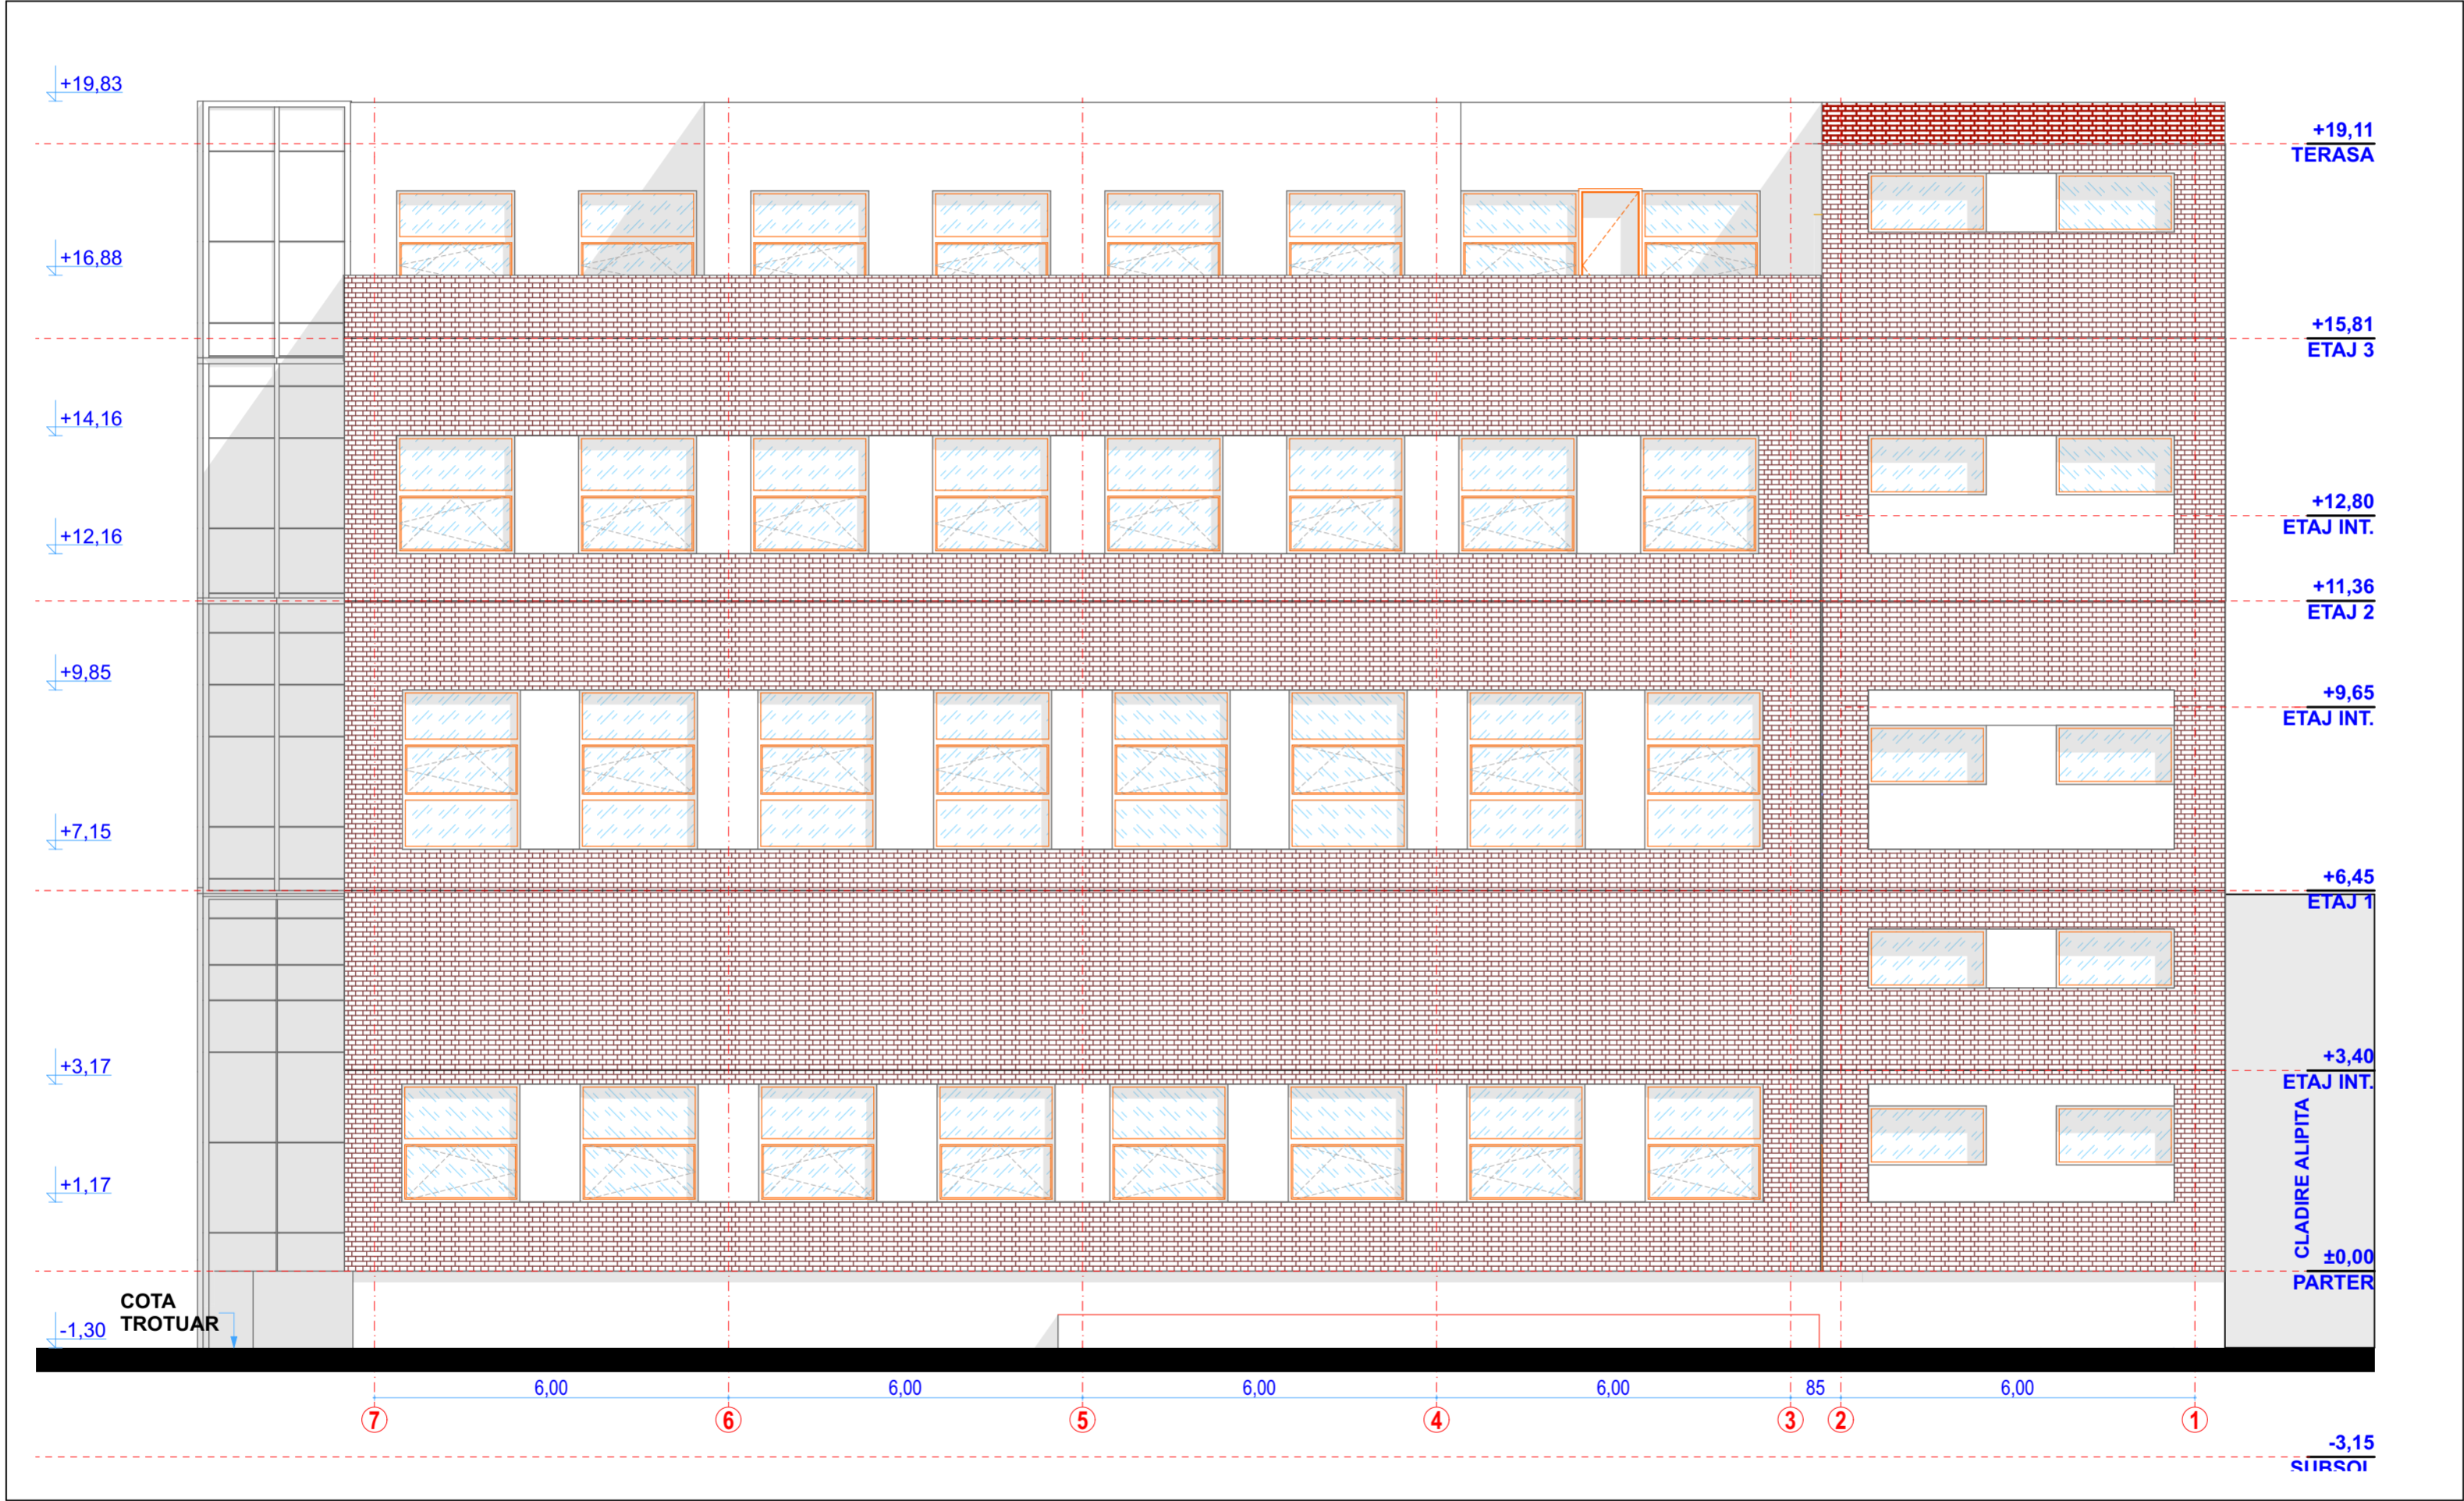 +19,83
+16,88
+14,16
+12,16
+9,85
+7,15
+3,17
+1,17
-1,30
COTA
TROTUAR
+19,11
TERASA
+15,81
ETAJ 3
+12,80
ETAJ INT.
+11,36
ETAJ 2
+9,65
ETAJ INT.
+6,45
ETAJ 1
+3,40
ETAJ INT.
CLADIRE ALIPITA
±0,00
PARTER
6,00 6,00 6,00 6,00 85 6,00
7 6 5 4 3 2 1
-3,15
SUBSOL